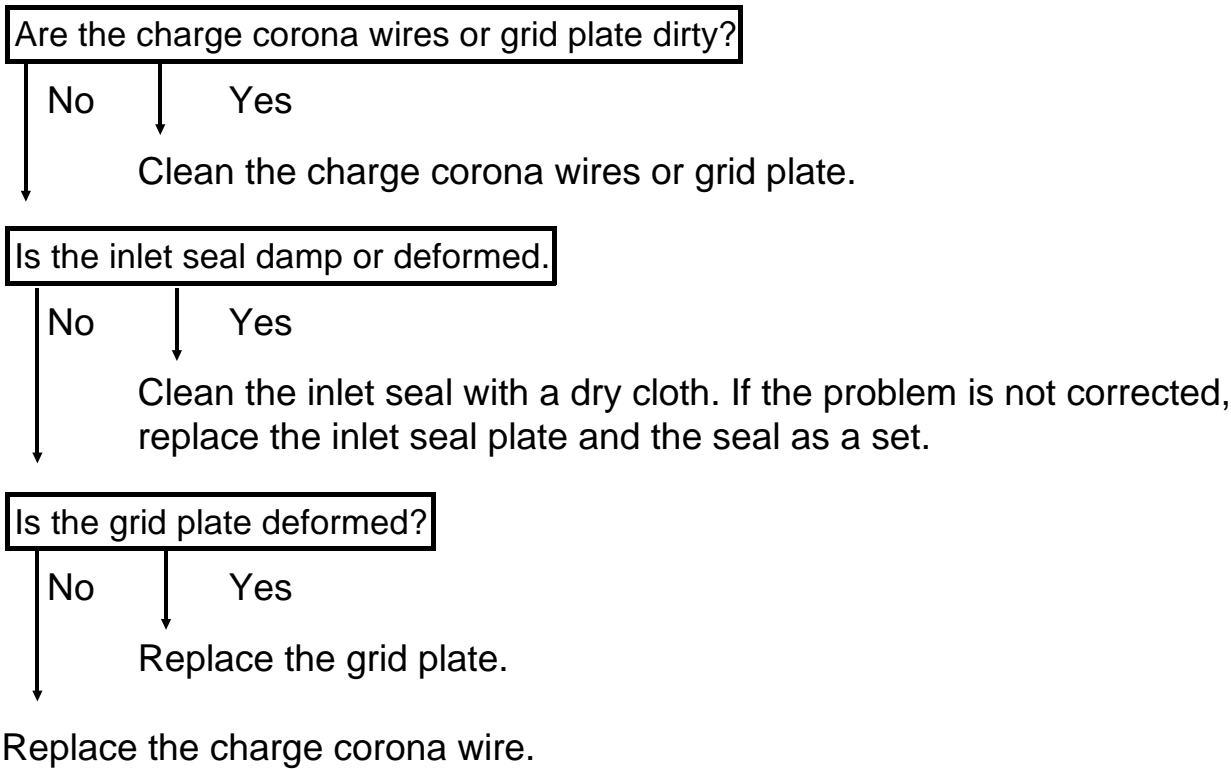 Are the charge corona wires or grid plate dirty?
No Yes
Clean the charge corona wires or grid plate.
Is the inlet seal damp or deformed.
No Yes
Clean the inlet seal with a dry cloth. If the problem is not corrected,
replace the inlet seal plate and the seal as a set.
Is the grid plate deformed?
No Yes
Replace the grid plate.
Replace the charge corona wire.